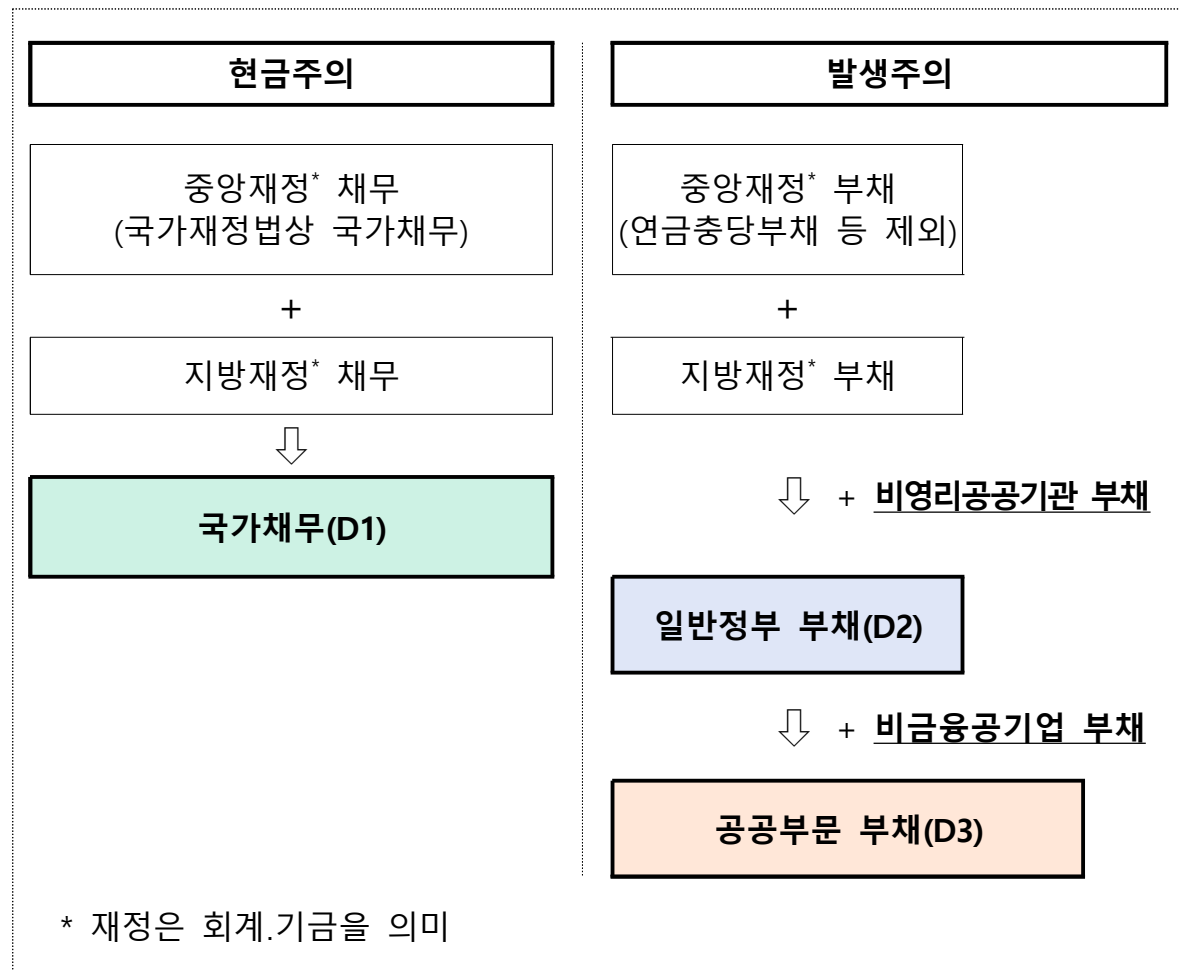 현금주의
중앙재정* 채무
(국가재정법상 국가채무)
+
지방재정* 채무
국가채무(D1)
발생주의
중앙재정* 부채
(연금충당부채 등 제외)
+
지방재정* 부채
+ 비영리공공기관 부채
일반정부 부채(D2)
+ 비금융공기업 부채
공공부문 부채(D3)
* 재정은 회계.기금을 의미